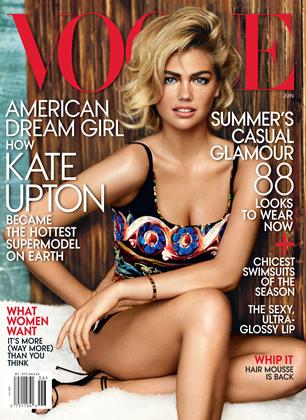 VOGUE
JUN
AMERICAN
DREAM GIRL
HOW
KATE
UPTON
BECAME
THE HOTTEST
SUPERMODEL
ON EARTH
WHAT
WOMEN
WANT
IT'S MORE
(WAY MORE)
THAN YOU
THINK
SUMMER'S
CASUAL
GLAMOUR
88
LOOKS
TO WEAR
NOW
+
CHICEST
SWIMSUITS
OF THE
SEASON
THE SEXY,
ULTRA-
GLOSSY LIP
WHIP IT
HAIR MOUSSE
IS BACK